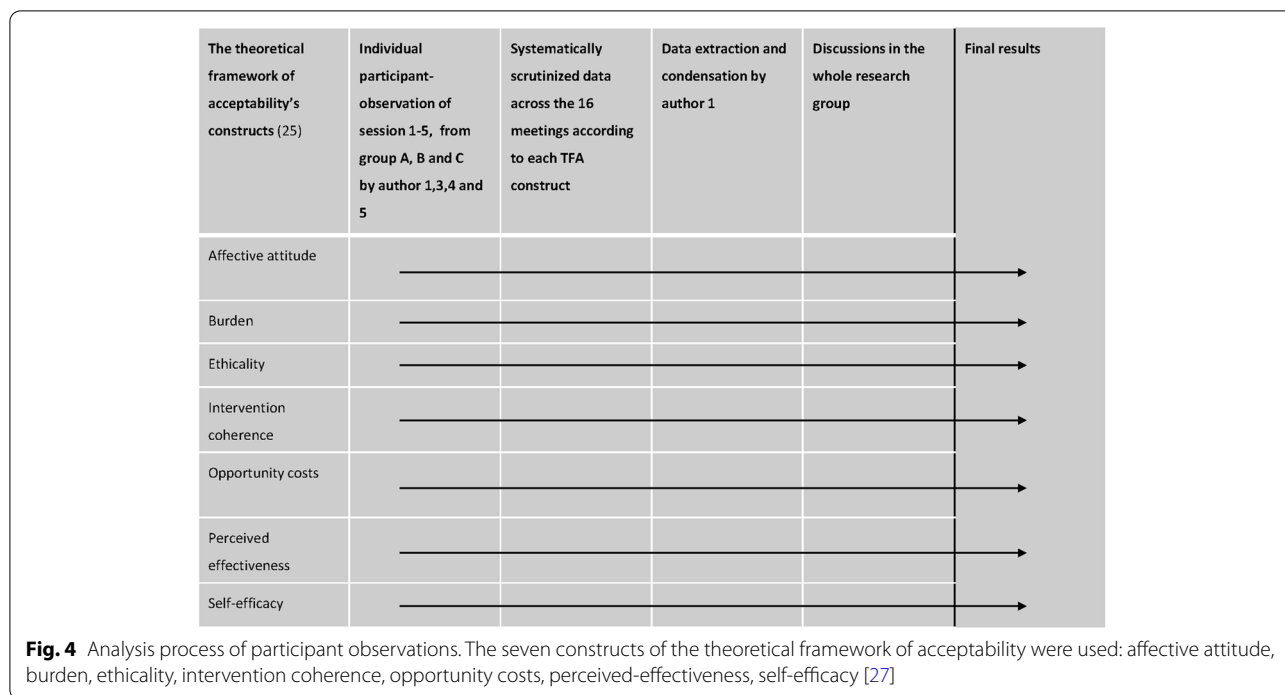 The theoretical
framework of
acceptability's
constructs (25)
Individual
participant-
observation of
session 1-5, from
group A, B and C
by author 1,3,4 and
5
Systematically
scrutinized data
across the 16
meetings according
to each TFA
construct
Data extraction and
condensation by
author 1
Discussions in the
whole research
group
Final results
Affective attitude
Burden
Ethicality
Intervention
coherence
Opportunity costs
Perceived
effectiveness
Self-efficacy
Fig. 4 Analysis process of participant observations. The seven constructs of the theoretical framework of acceptability were used: affective attitude,
burden, ethicality, intervention coherence, opportunity costs, perceived-effectiveness, self-efficacy [27]